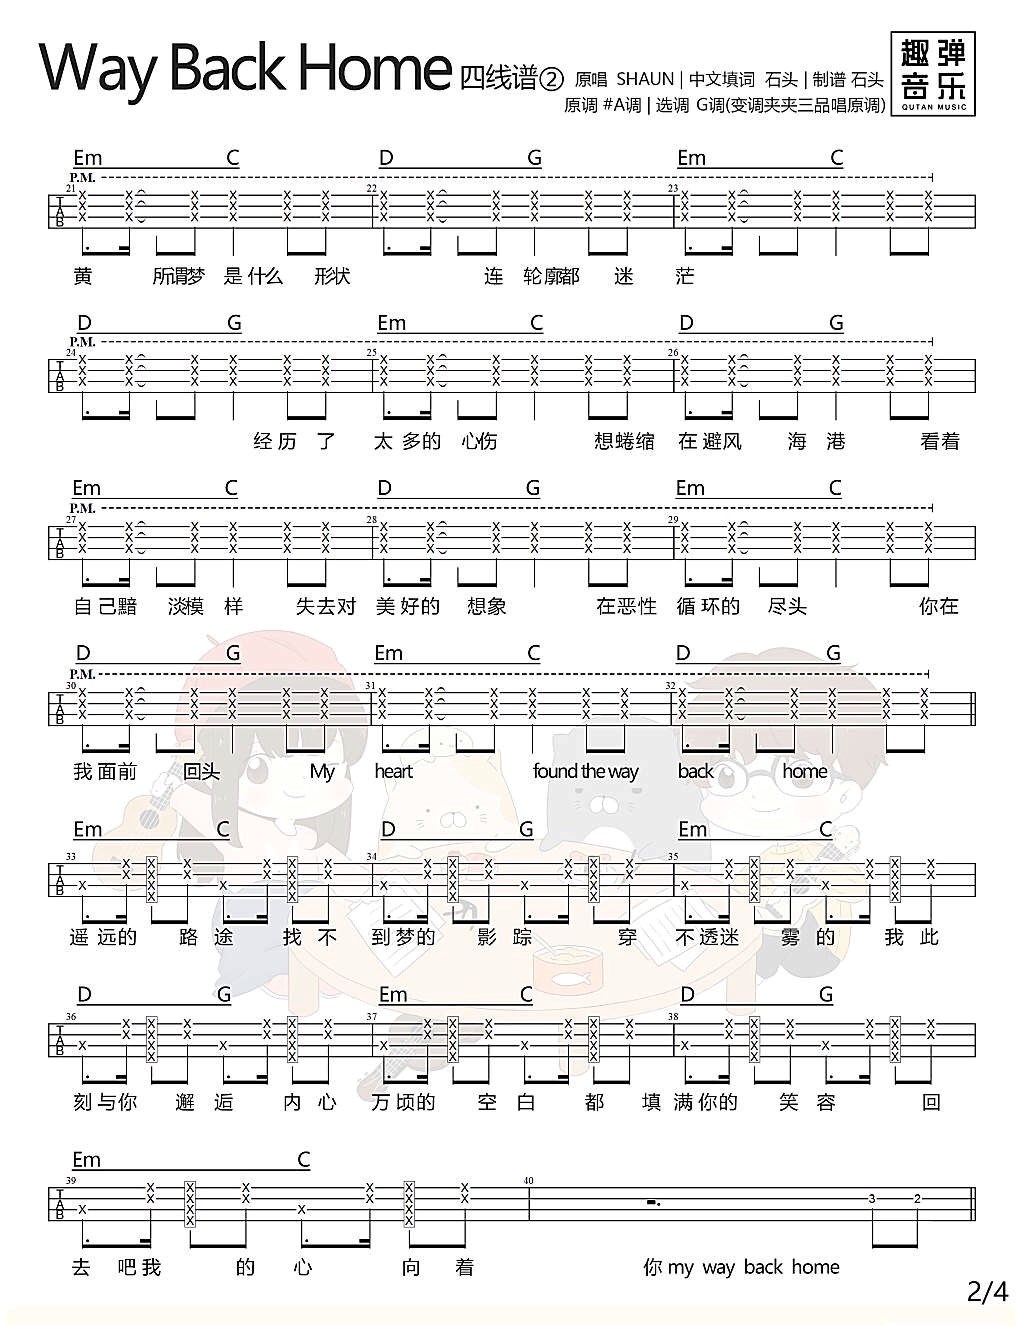 Way Back Home 四线谱② 原唱 SHAUN | 中文填词 石头 | 制谱 石头
原调 #A调 | 选调 G调(变调夹夹三品唱原调)
趣弹
音乐
QUTAN MUSIC
Em C D G Em C
P.M.
21 22 23
TAB
黄 所谓梦 是什么 形状 连 轮廓都 迷 茫
D G Em C D G
P.M.
24 25 26
TAB
经历 了 太多的 心伤 想蜷缩 在避风 海 港 看着
Em C D G Em C
P.M.
27 28 29
TAB
自己黯 淡模 样 失去对 美好的 想象 在恶性 循环的 尽头 你在
D G Em C D G
P.M.
30 31 32
TAB
我面前 回头 My heart found the way back home
Em C D G Em C
33 34 35
TAB
遥远的 路途 找不 到梦的 影踪 穿 不透迷 雾的 我此
D G Em C D G
36 37 38
TAB
刻与你 邂逅 内心 万顷的 空白 都 填满你的 笑容 回
Em C
39 40
TAB
3 2
去 吧我 的心 向着 你 my way back home
2/4